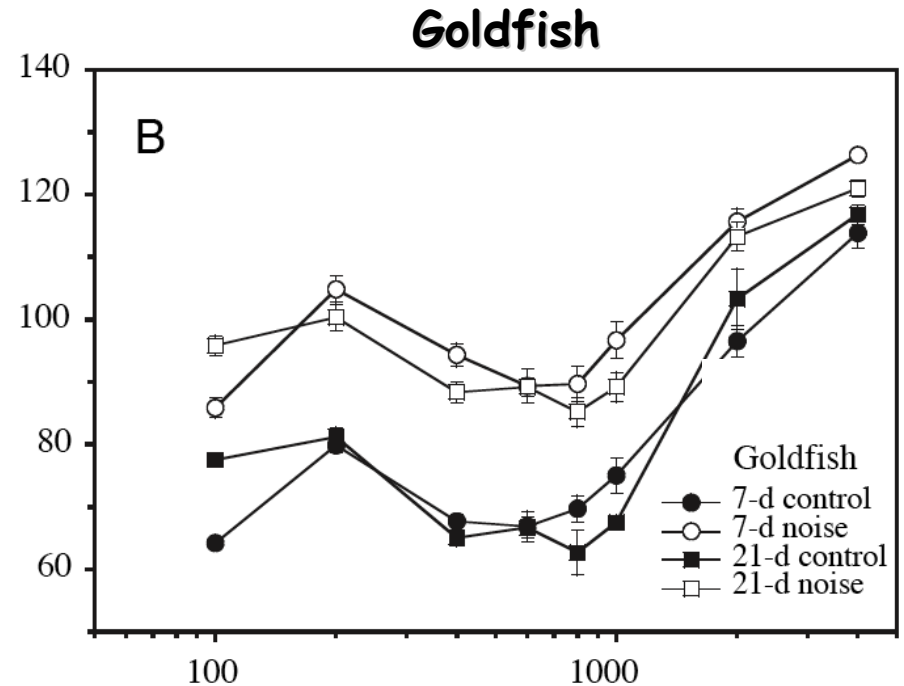 Goldfish
140
B
120
100
80
60
Goldfish
7-d control
7-d noise
21-d control
21-d noise
100
1000